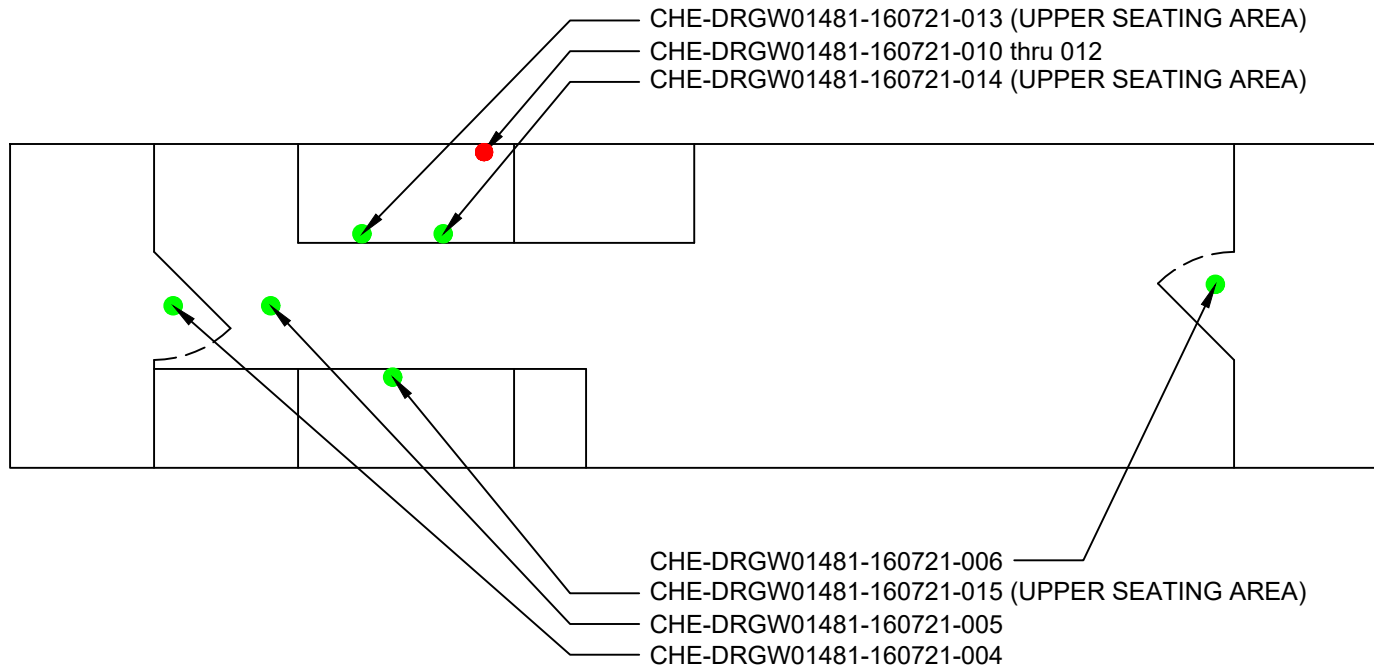 CHE-DRGW01481-160721-013 (UPPER SEATING AREA)
CHE-DRGW01481-160721-010 thru 012
CHE-DRGW01481-160721-014 (UPPER SEATING AREA)
CHE-DRGW01481-160721-006
CHE-DRGW01481-160721-015 (UPPER SEATING AREA)
CHE-DRGW01481-160721-005
CHE-DRGW01481-160721-004